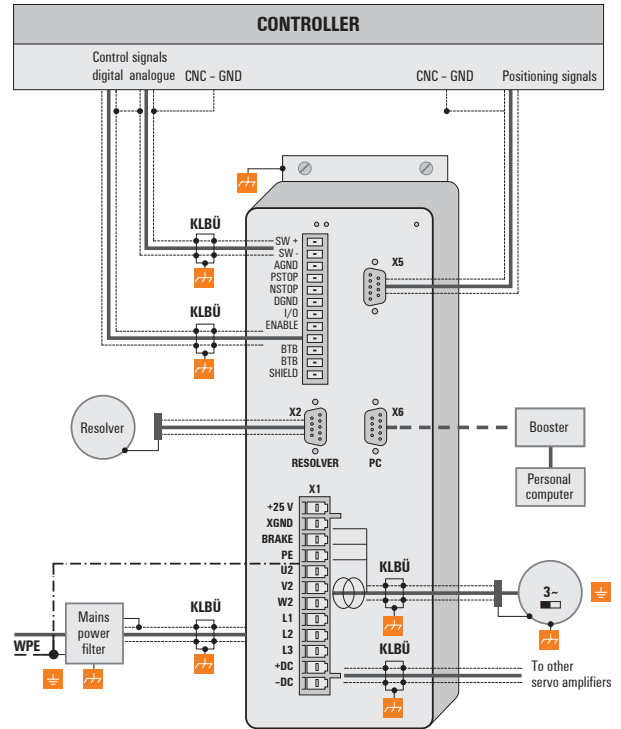 CONTROLLER
Control signals
digital analogue CNC - GND
CNC - GND
Positioning signals
KLBÜ
SW +
SW -
AGND
PSTOP
NSTOP
DGND
I/O
ENABLE
BTB
BTB
SHIELD
X5
KLBÜ
Resolver
X2
RESOLVER
X6
PC
Booster
Personal
computer
X1
+25 V
XGND
BRAKE
PE
U2
V2
W2
L1
L2
L3
+DC
-DC
KLBÜ
3~
Mains
power
filter
WPE
KLBÜ
KLBÜ
To other
servo amplifiers